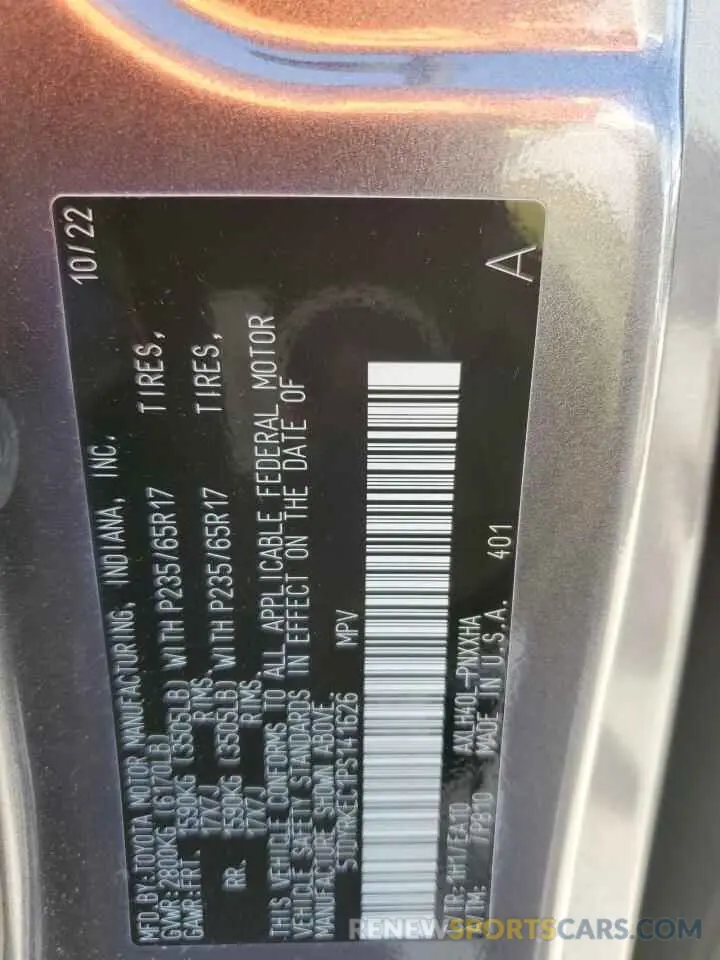 MFD.BY:TOYOTA MOTOR MANUFACTURING, INDIANA, INC. 10/22
GVWR:2800KG (6170LB)
GAWR:FRT. 1590KG (3505LB) WITH P235/65R17 TIRES,
17X7J RIMS.
RR. 1590KG (3505LB) WITH P235/65R17 TIRES,
17X7J RIMS.
THIS VEHICLE CONFORMS TO ALL APPLICABLE FEDERAL MOTOR
VEHICLE SAFETY STANDARDS IN EFFECT ON THE DATE OF
MANUFACTURE SHOWN ABOVE.
5TDYRKEC1PS141626 MPV
C/TR:1H1/EA10 AXLH40L-PNXXHA
A/TM: /P810 MADE IN U.S.A. 401 A
RENEWSPORTSCARS.COM